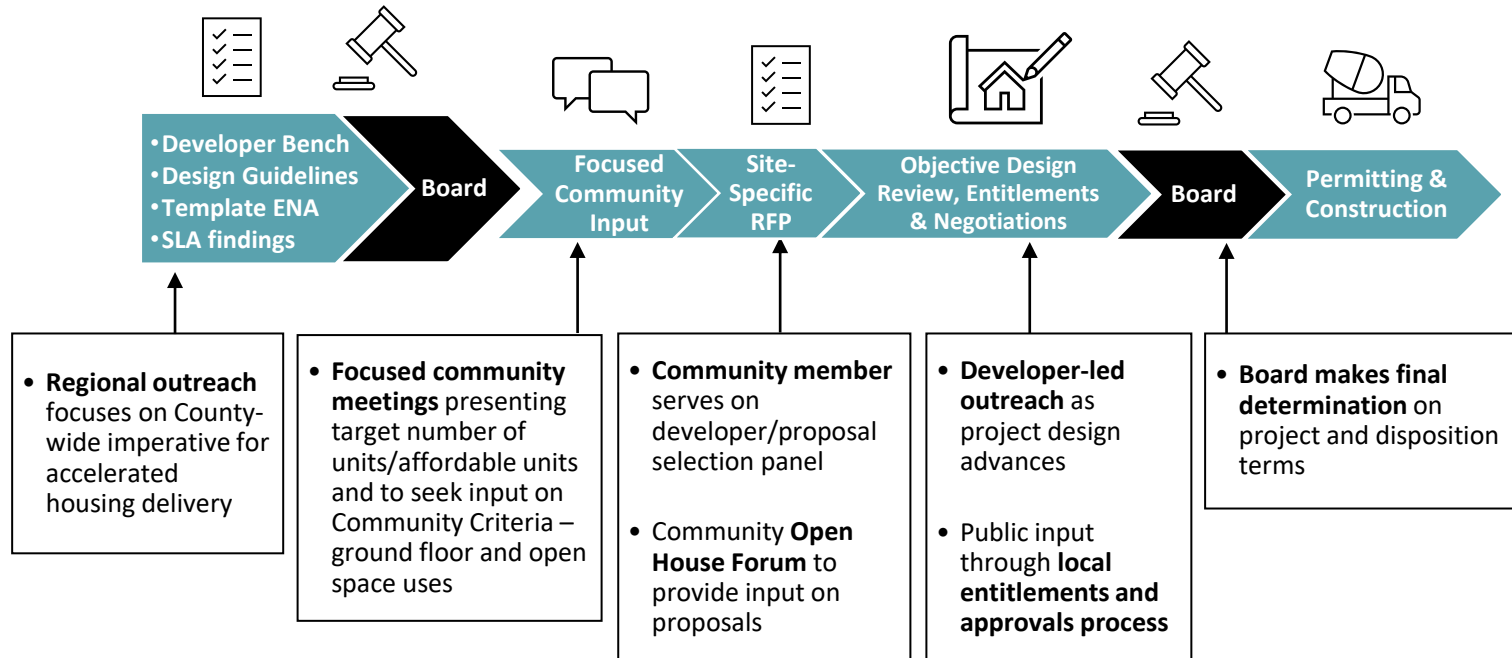 •Developer Bench
•Design Guidelines
•Template ENA
•SLA findings
Board
Focused
Community
Input
Site-
Specific
RFP
Objective Design
Review, Entitlements
& Negotiations
Board
Permitting &
Construction
• Regional outreach
focuses on County-
wide imperative for
accelerated
housing delivery
• Focused community
meetings presenting
target number of
units/affordable units
and to seek input on
Community Criteria –
ground floor and open
space uses
• Community member
serves on
developer/proposal
selection panel
• Community Open
House Forum to
provide input on
proposals
• Developer-led
outreach as
project design
advances
• Public input
through local
entitlements and
approvals process
• Board makes final
determination on
project and disposition
terms